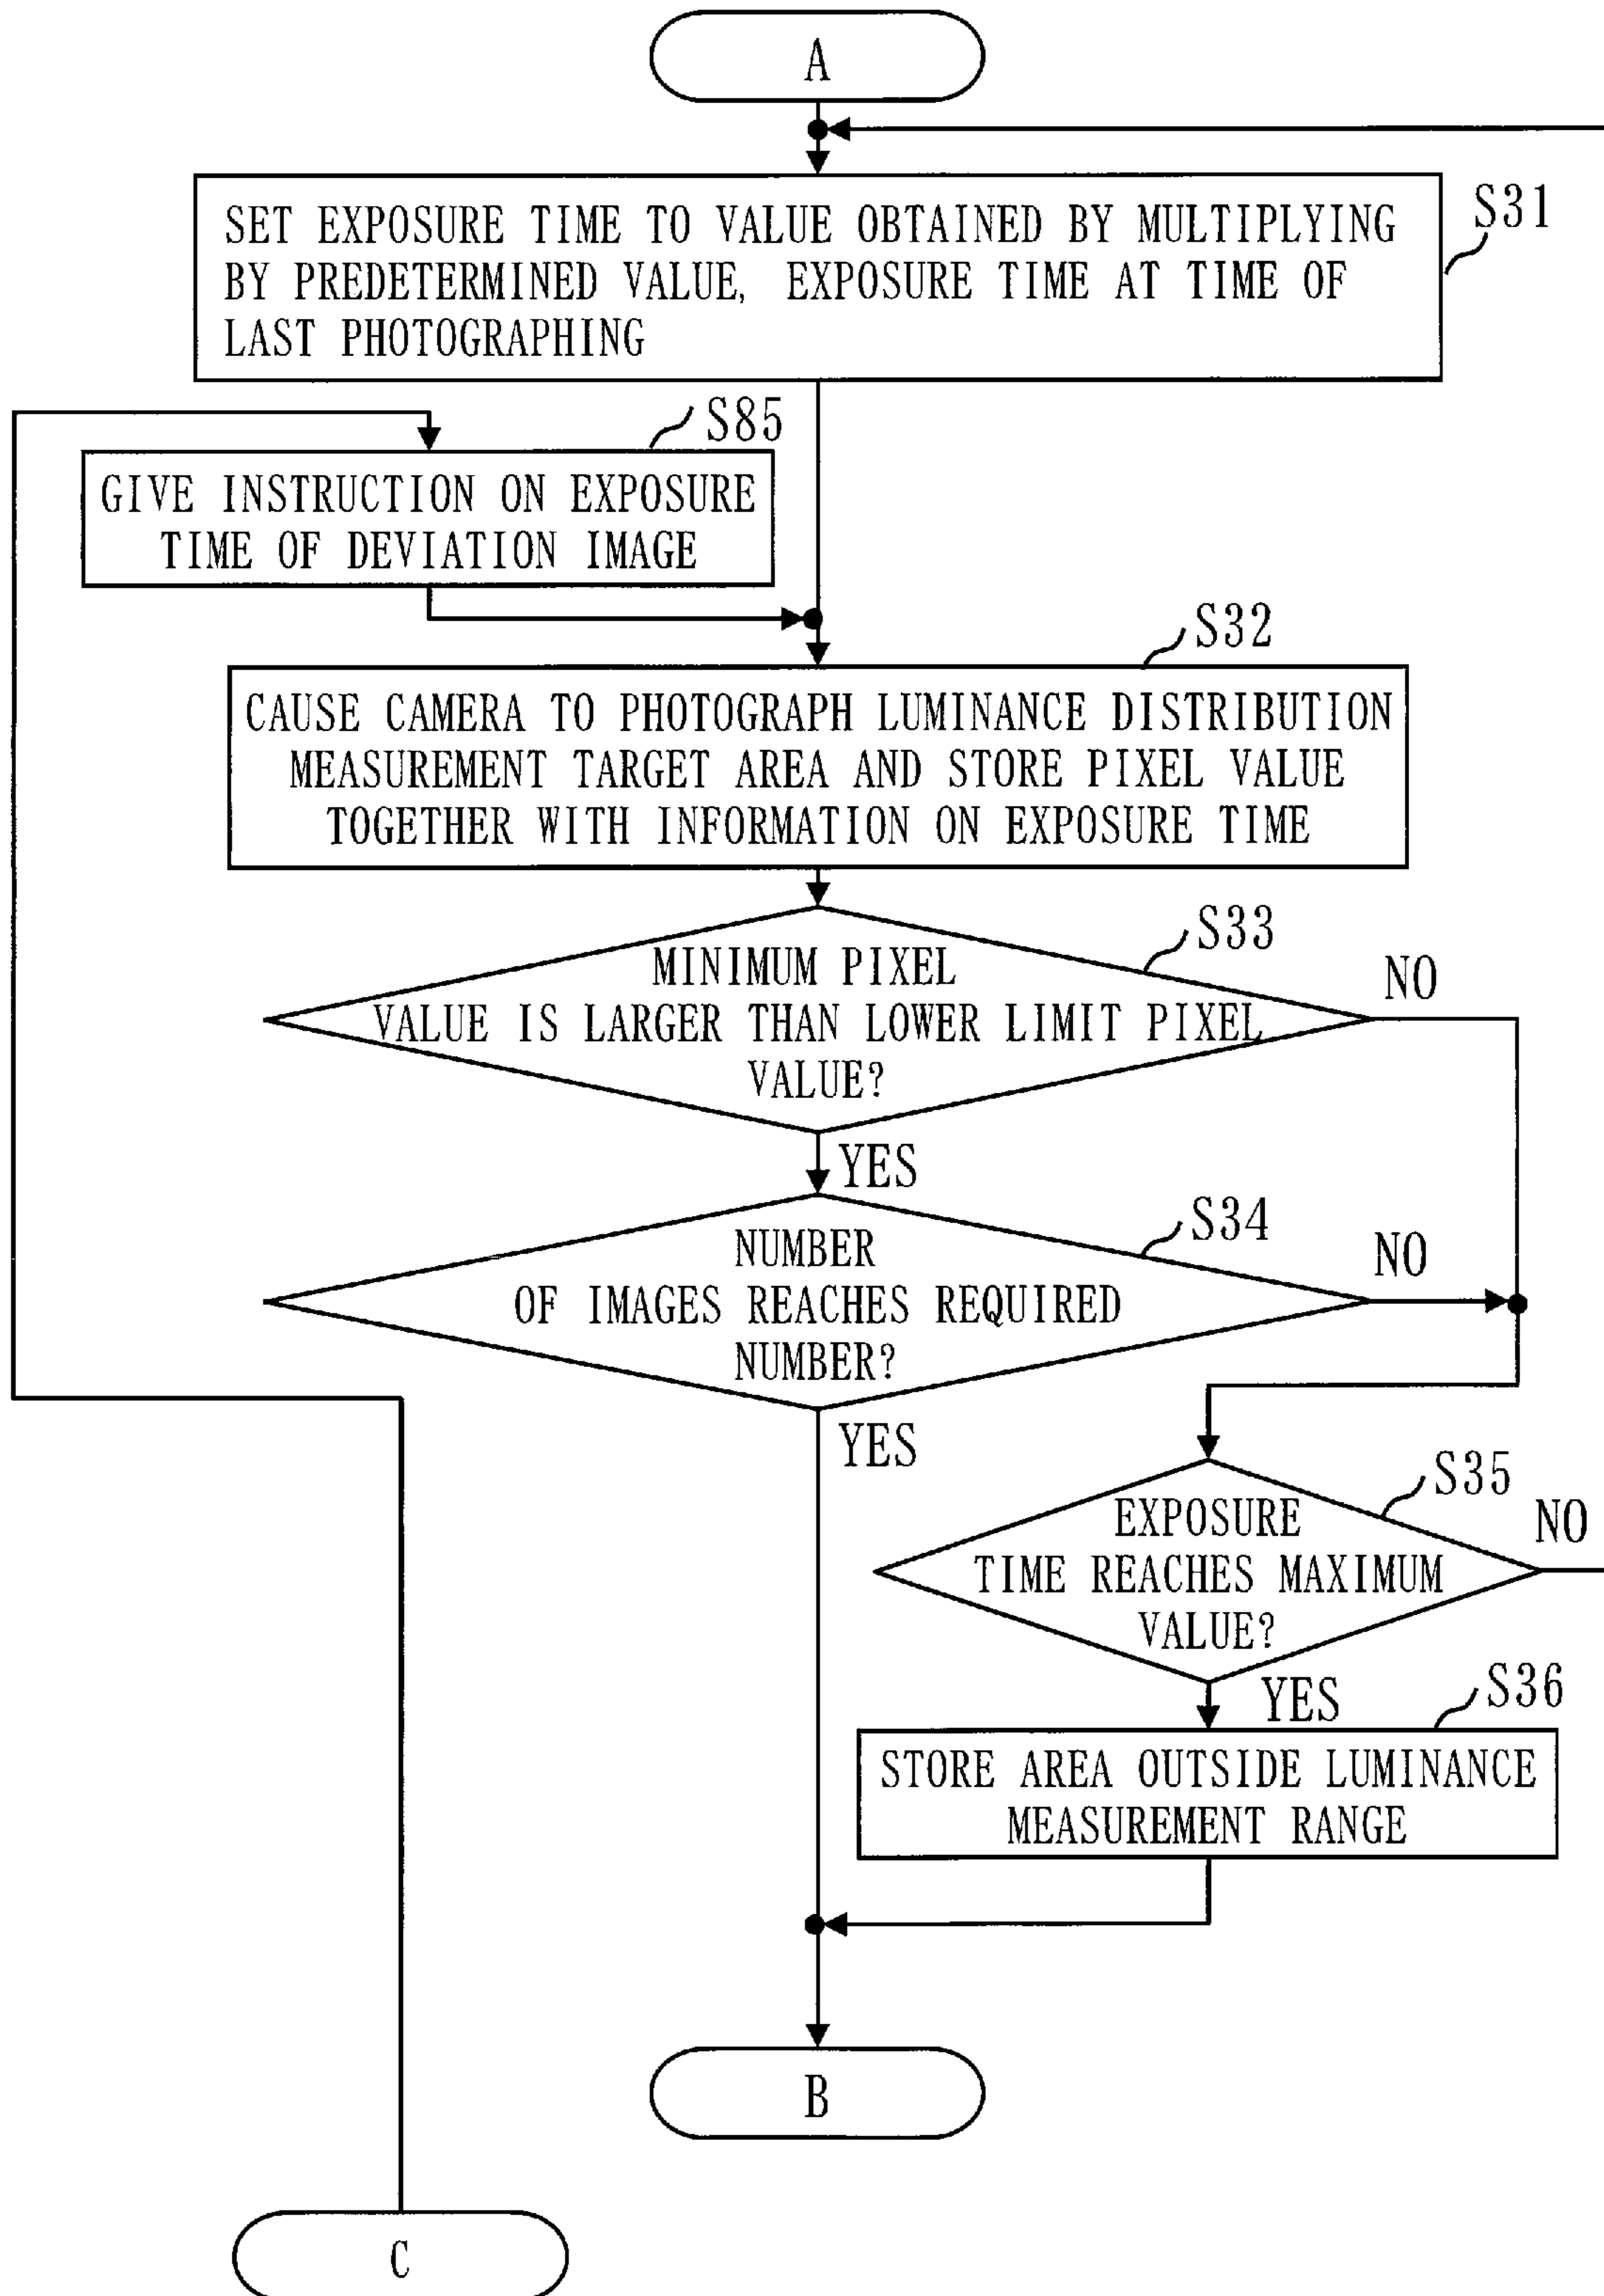 A
S31
SET EXPOSURE TIME TO VALUE OBTAINED BY MULTIPLYING
BY PREDETERMINED VALUE, EXPOSURE TIME AT TIME OF
LAST PHOTOGRAPHING
S85
GIVE INSTRUCTION ON EXPOSURE
TIME OF DEVIATION IMAGE
S32
CAUSE CAMERA TO PHOTOGRAPH LUMINANCE DISTRIBUTION
MEASUREMENT TARGET AREA AND STORE PIXEL VALUE
TOGETHER WITH INFORMATION ON EXPOSURE TIME
S33
MINIMUM PIXEL
VALUE IS LARGER THAN LOWER LIMIT PIXEL
VALUE?
NO
YES
S34
NUMBER
OF IMAGES REACHES REQUIRED
NUMBER?
NO
YES
S35
EXPOSURE
TIME REACHES MAXIMUM
VALUE?
NO
YES
S36
STORE AREA OUTSIDE LUMINANCE
MEASUREMENT RANGE
B
C